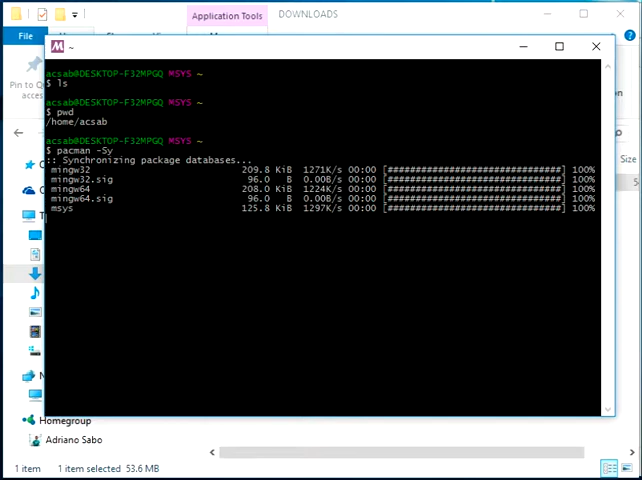 Application Tools
DOWNLOADS
File
~
acsab@DESKTOP-F32MPGQ MSYS ~
$ ls
acsab@DESKTOP-F32MPGQ MSYS ~
$ pwd
/home/acsab
acsab@DESKTOP-F32MPGQ MSYS ~
$ pacman -Sy
:: Synchronizing package databases...
mingw32 209.8 KiB 1271K/s 00:00 [################################] 100%
mingw32.sig 96.0 B 0.00B/s 00:00 [################################] 100%
mingw64 208.0 KiB 1224K/s 00:00 [################################] 100%
mingw64.sig 96.0 B 0.00B/s 00:00 [################################] 100%
msys 125.8 KiB 1297K/s 00:00 [################################] 100%
Pin to Q
acces
Size
Homegroup
Adriano Sabo
1 item 1 item selected 53.6 MB